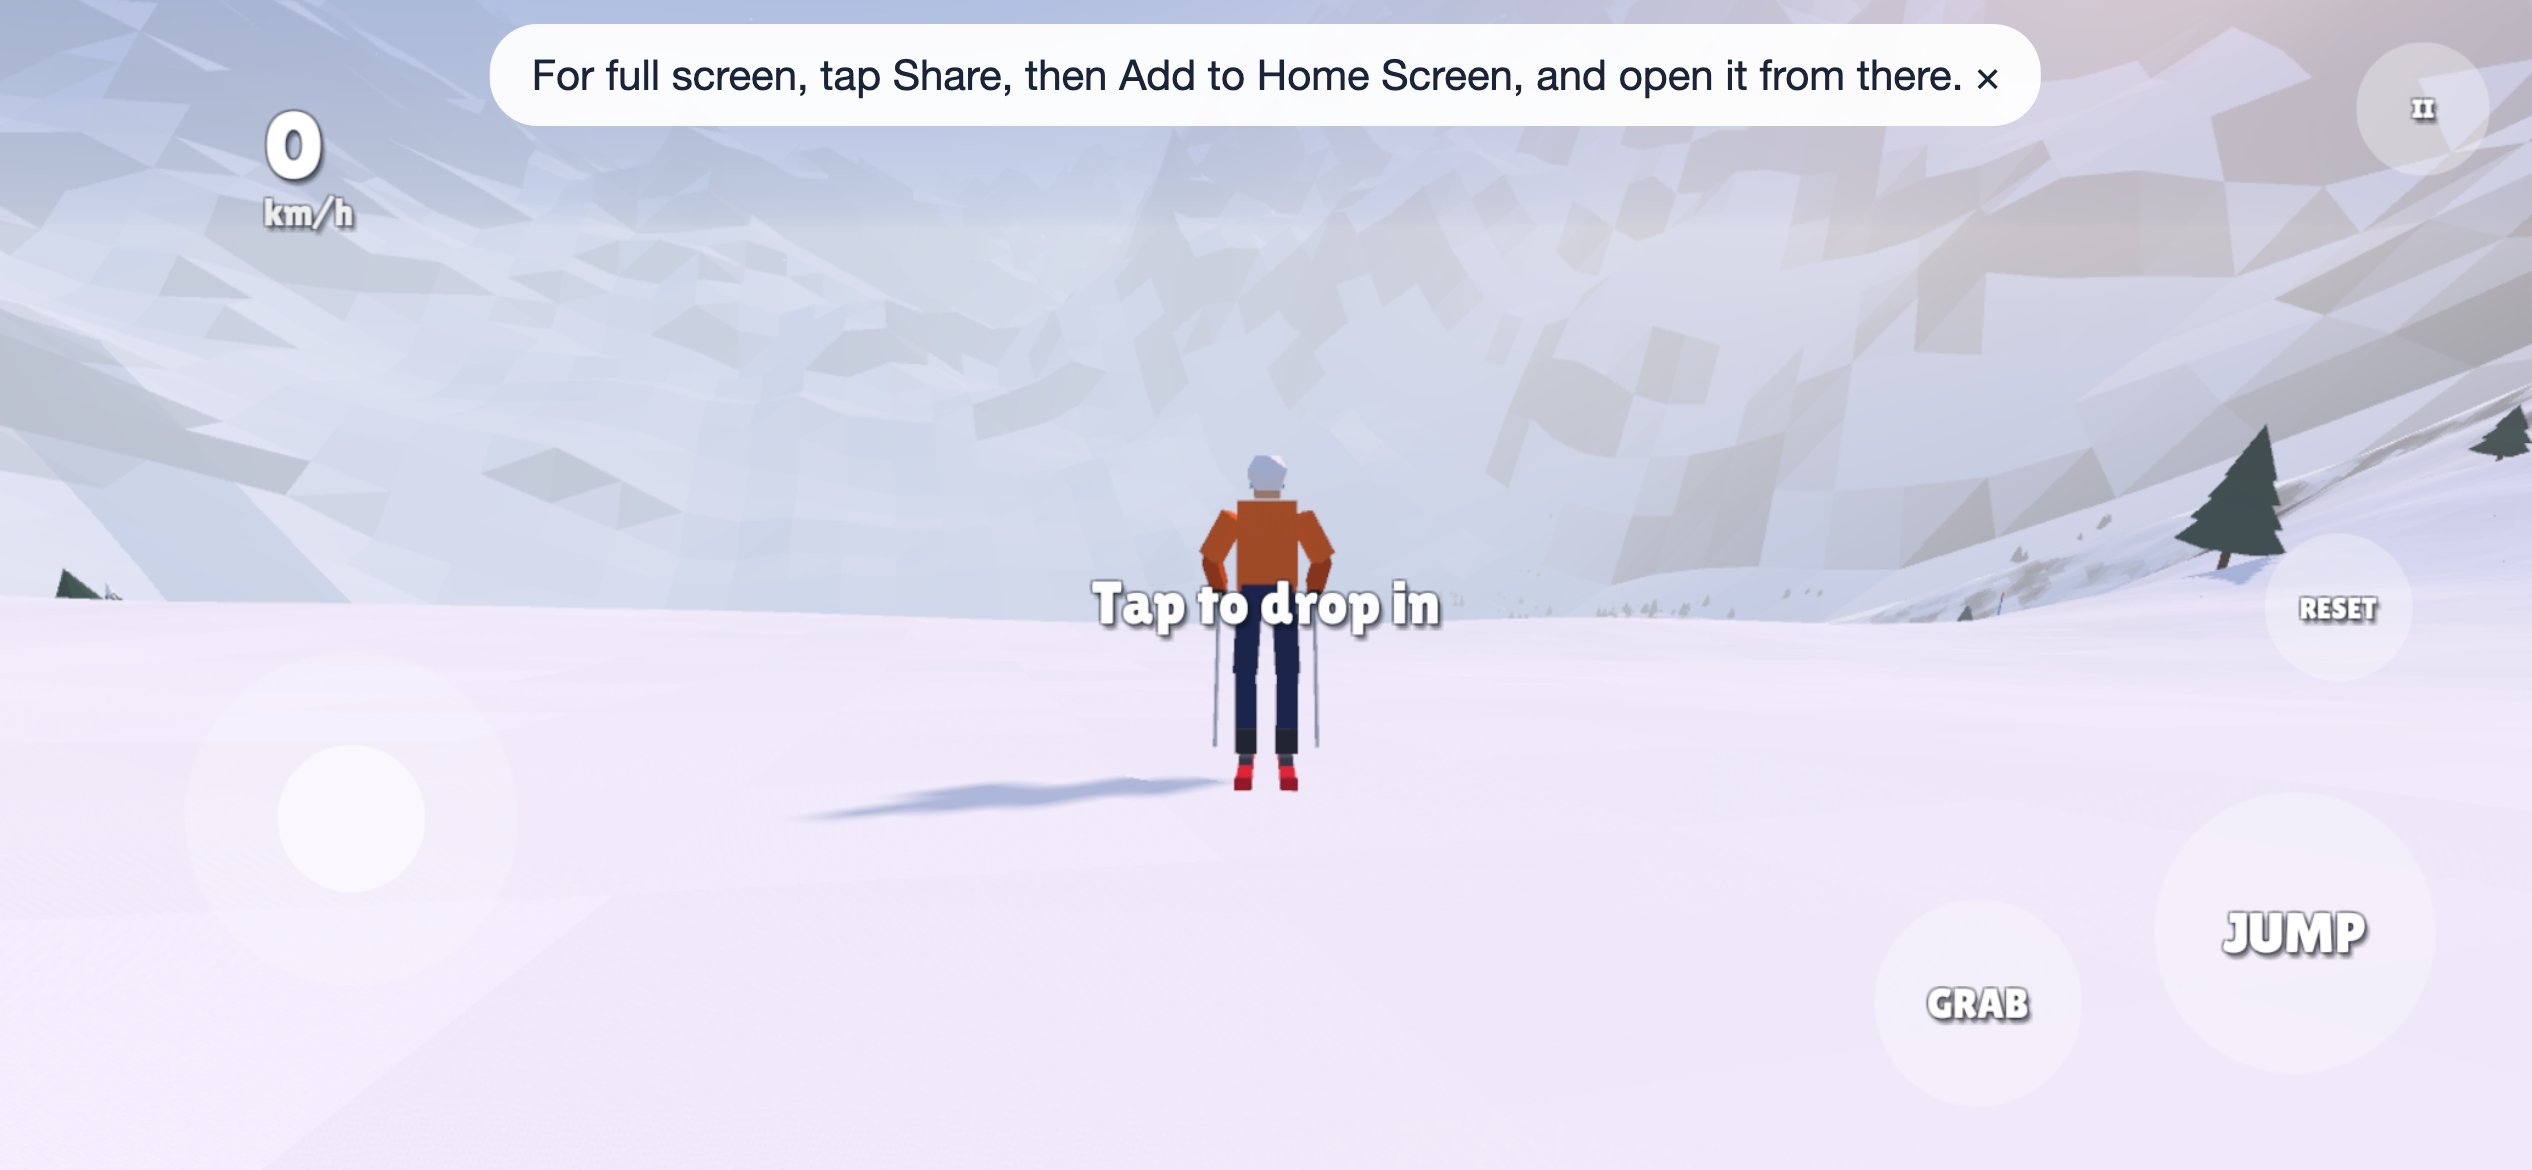 For full screen, tap Share, then Add to Home Screen, and open it from there. ×
0
km/h
II
Tap to drop in
RESET
JUMP
GRAB